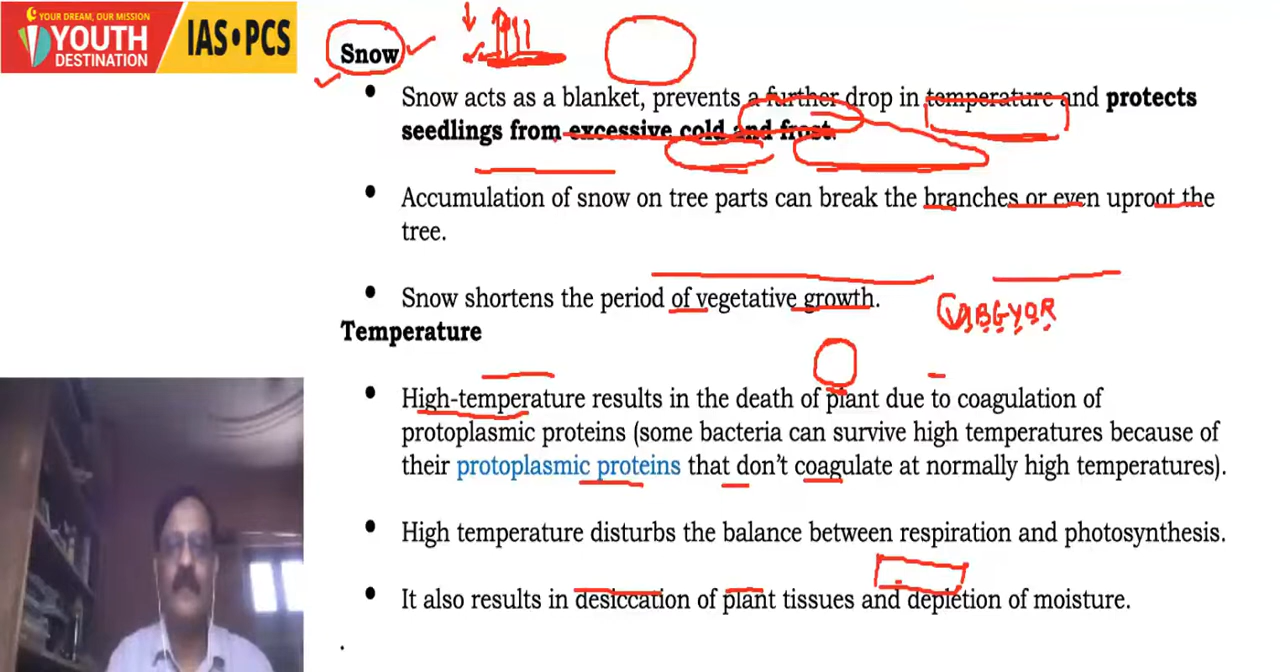 YOUR DREAM, OUR MISSION
YOUTH
DESTINATION
IAS•PCS
Snow
• Snow acts as a blanket, prevents a further drop in temperature and protects
seedlings from excessive cold and frost.
• Accumulation of snow on tree parts can break the branches or even uproot the
tree.
• Snow shortens the period of vegetative growth.
VIBGYOR
Temperature
• High-temperature results in the death of plant due to coagulation of
protoplasmic proteins (some bacteria can survive high temperatures because of
their protoplasmic proteins that don't coagulate at normally high temperatures).
• High temperature disturbs the balance between respiration and photosynthesis.
• It also results in desiccation of plant tissues and depletion of moisture.
.